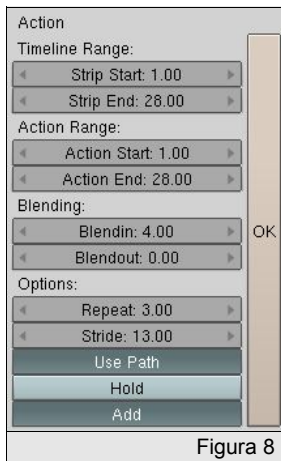 Action
Timeline Range:
Strip Start: 1.00
Strip End: 28.00
Action Range:
Action Start: 1.00
Action End: 28.00
Blending:
Blendin: 4.00
Blendout: 0.00
OK
Options:
Repeat: 3.00
Stride: 13.00
Use Path
Hold
Add
Figura 8